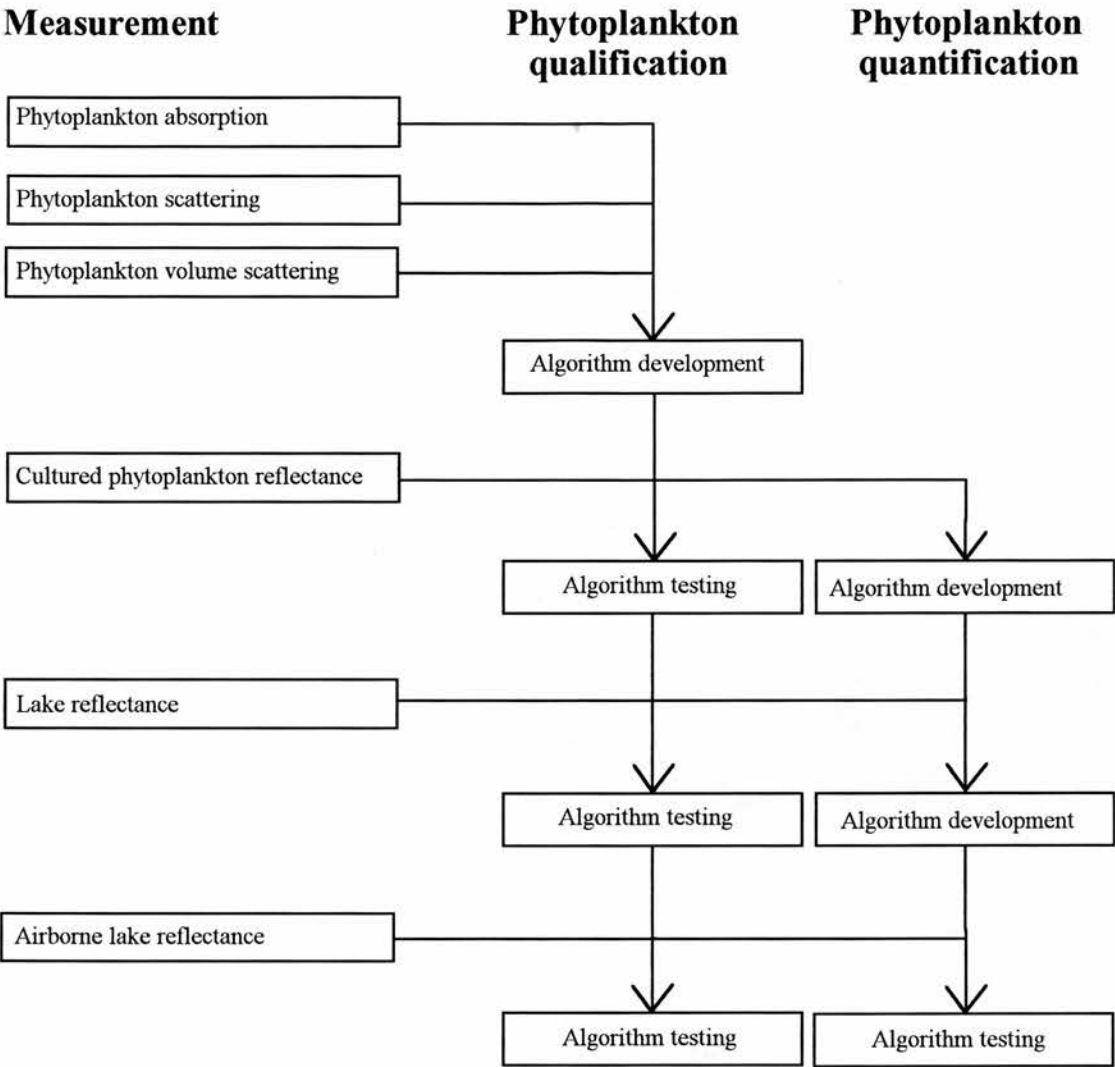 Measurement
Phytoplankton
qualification
Phytoplankton
quantification
Phytoplankton absorption
Phytoplankton scattering
Phytoplankton volume scattering
Algorithm development
Cultured phytoplankton reflectance
Algorithm testing
Algorithm development
Lake reflectance
Algorithm testing
Algorithm development
Airborne lake reflectance
Algorithm testing
Algorithm testing